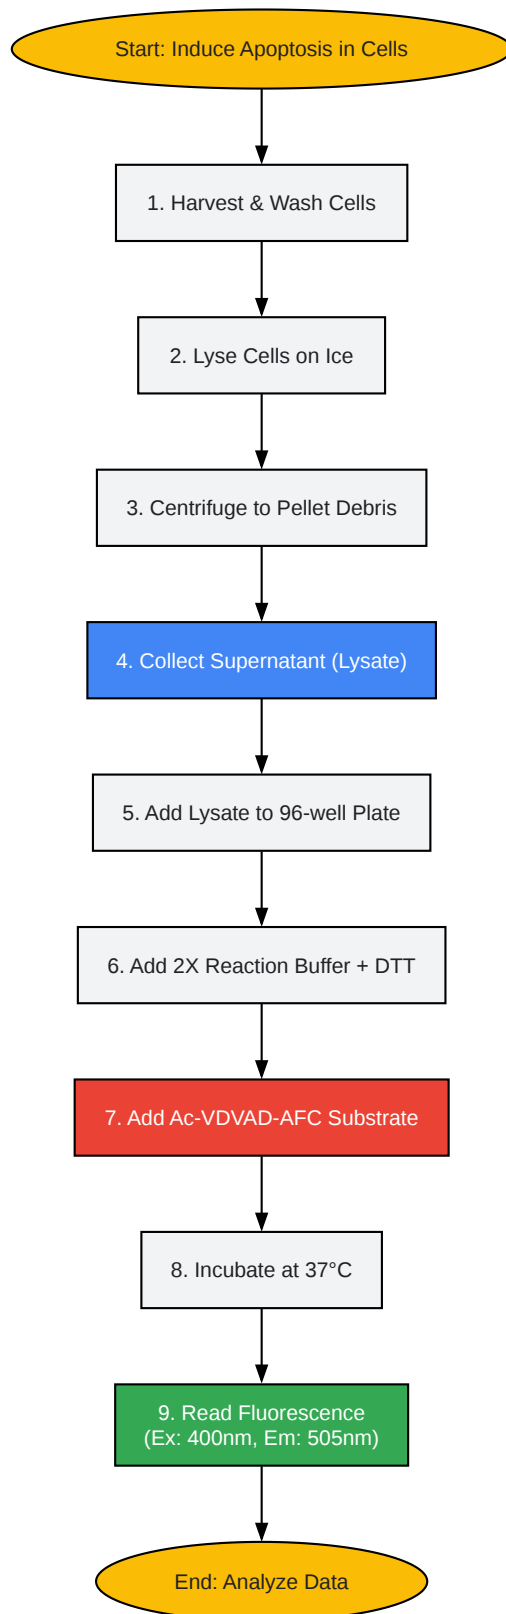 Start: Induce Apoptosis in Cells
1. Harvest & Wash Cells
2. Lyse Cells on Ice
3. Centrifuge to Pellet Debris
4. Collect Supernatant (Lysate)
5. Add Lysate to 96-well Plate
6. Add 2X Reaction Buffer + DTT
7. Add Ac-VDVAD-AFC Substrate
8. Incubate at 37°C
9. Read Fluorescence
(Ex: 400nm, Em: 505nm)
End: Analyze Data